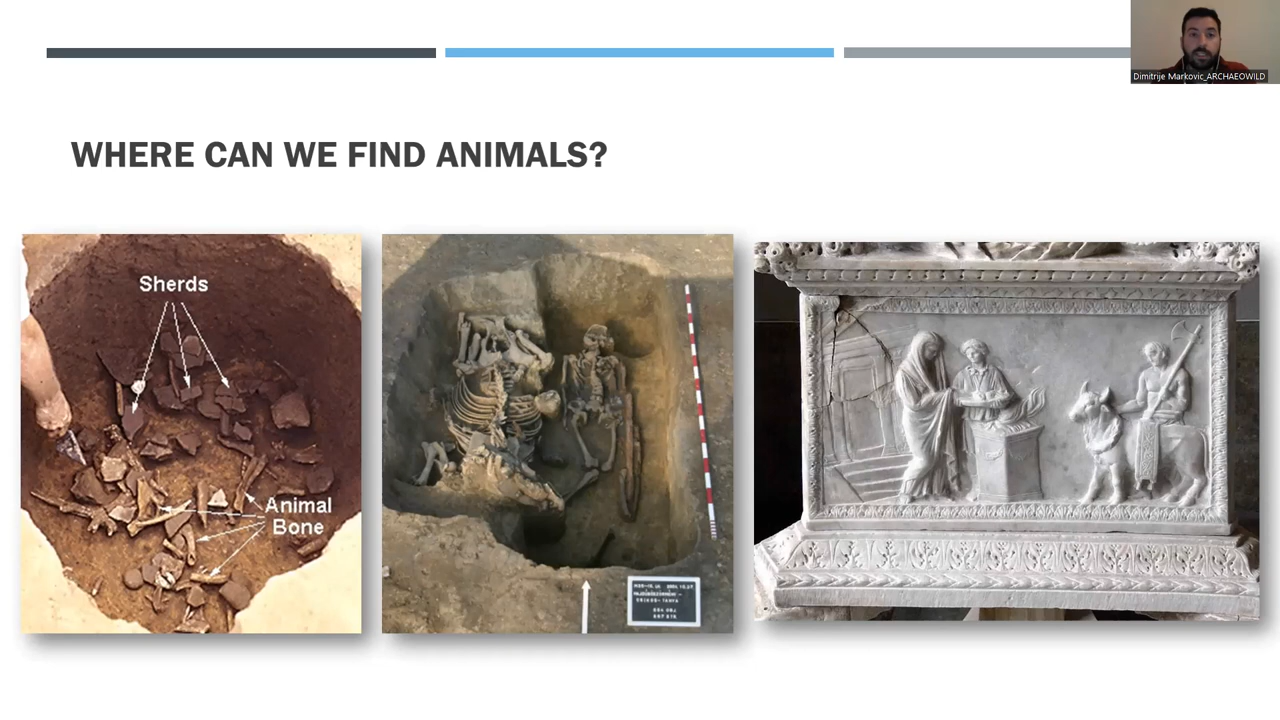 Dimitrije Markovic_ARCHAEOWILD
WHERE CAN WE FIND ANIMALS?
Sherds
Animal
Bone